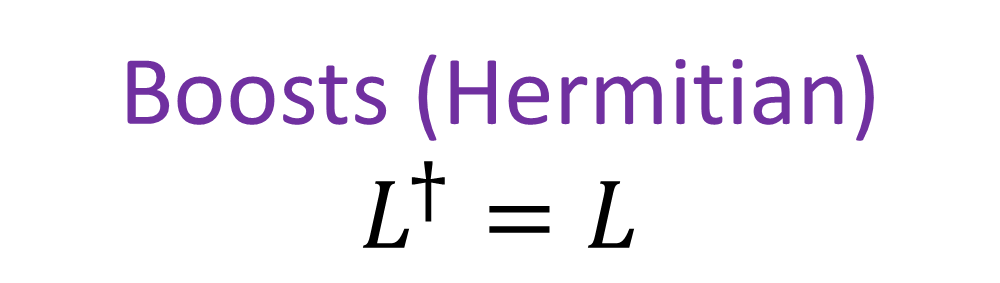 Boosts (Hermitian)
𝐿† = 𝐿